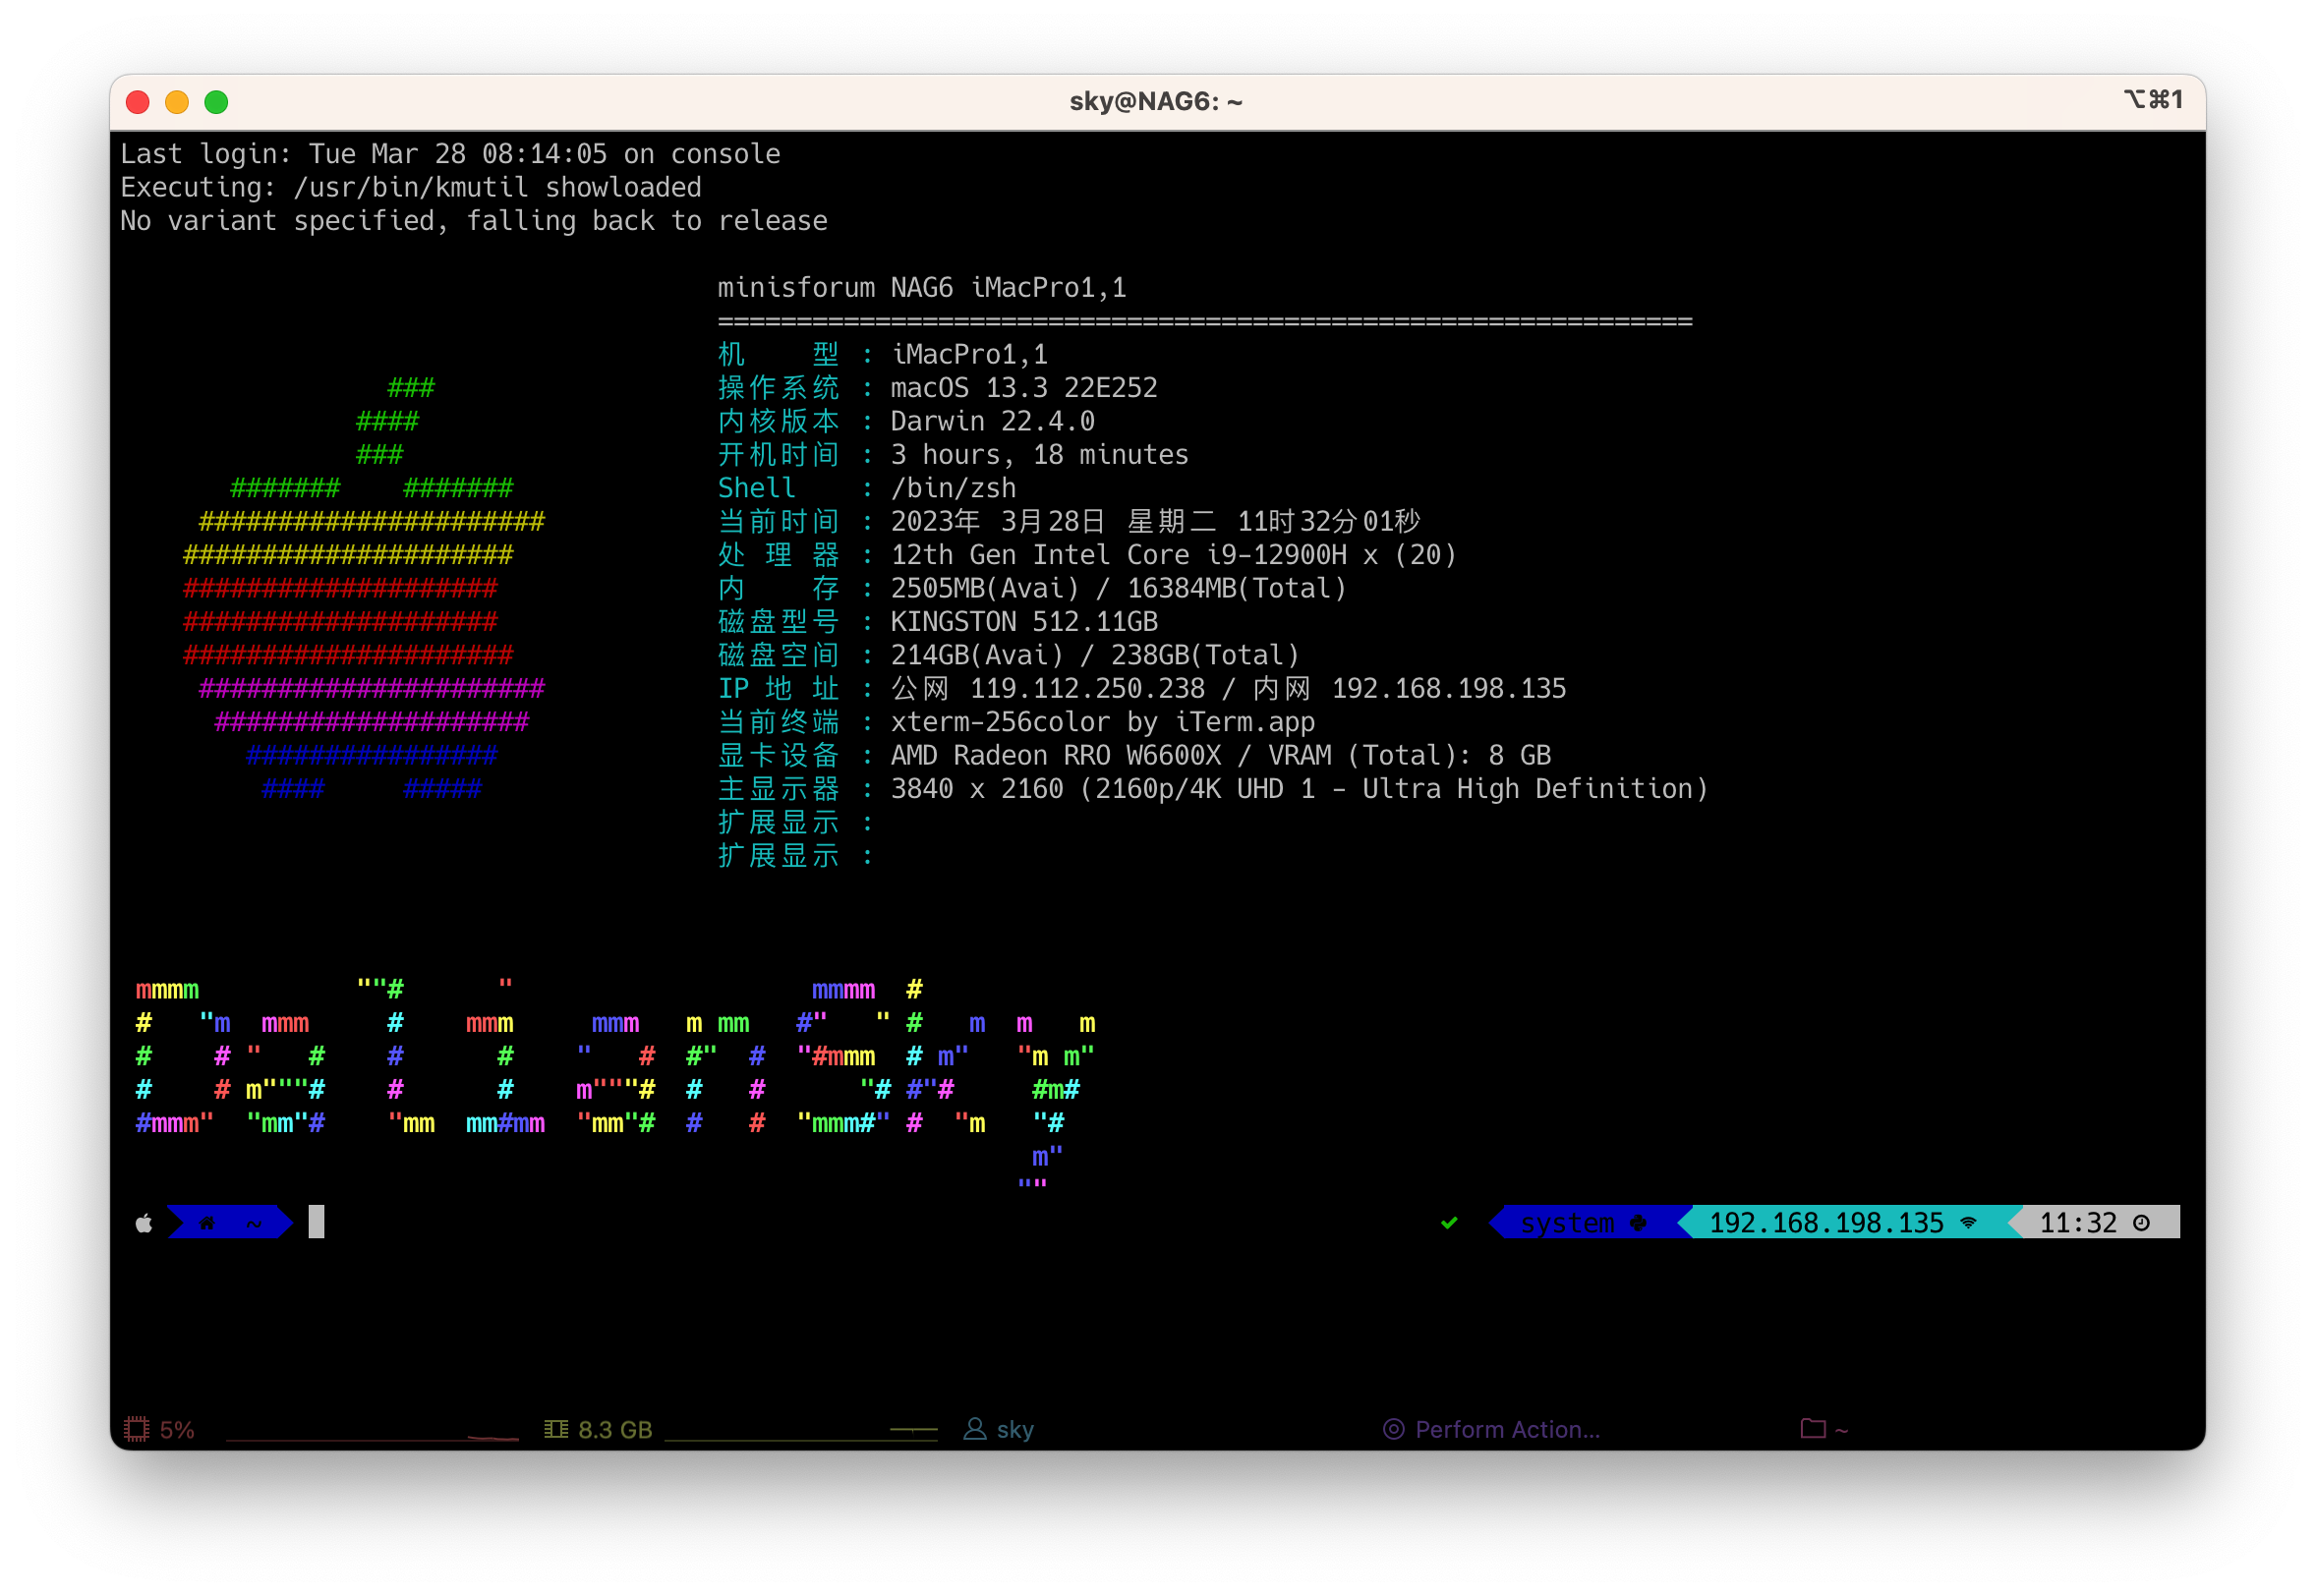 sky@NAG6: ~
⌥⌘1
Last login: Tue Mar 28 08:14:05 on console
Executing: /usr/bin/kmutil showloaded
No variant specified, falling back to release
minisforum NAG6 iMacPro1,1
==============================================================
机　　型 : iMacPro1,1
操作系统 : macOS 13.3 22E252
内核版本 : Darwin 22.4.0
开机时间 : 3 hours, 18 minutes
Shell    : /bin/zsh
当前时间 : 2023年 3月28日 星期二 11时32分01秒
处 理 器 : 12th Gen Intel Core i9-12900H x (20)
内　　存 : 2505MB(Avai) / 16384MB(Total)
磁盘型号 : KINGSTON 512.11GB
磁盘空间 : 214GB(Avai) / 238GB(Total)
IP 地 址 : 公网 119.112.250.238 / 内网 192.168.198.135
当前终端 : xterm-256color by iTerm.app
显卡设备 : AMD Radeon RRO W6600X / VRAM (Total): 8 GB
主显示器 : 3840 x 2160 (2160p/4K UHD 1 - Ultra High Definition)
扩展显示 :
扩展显示 :
DalianSky
~
system 192.168.198.135 11:32
5% 8.3 GB sky Perform Action... ~